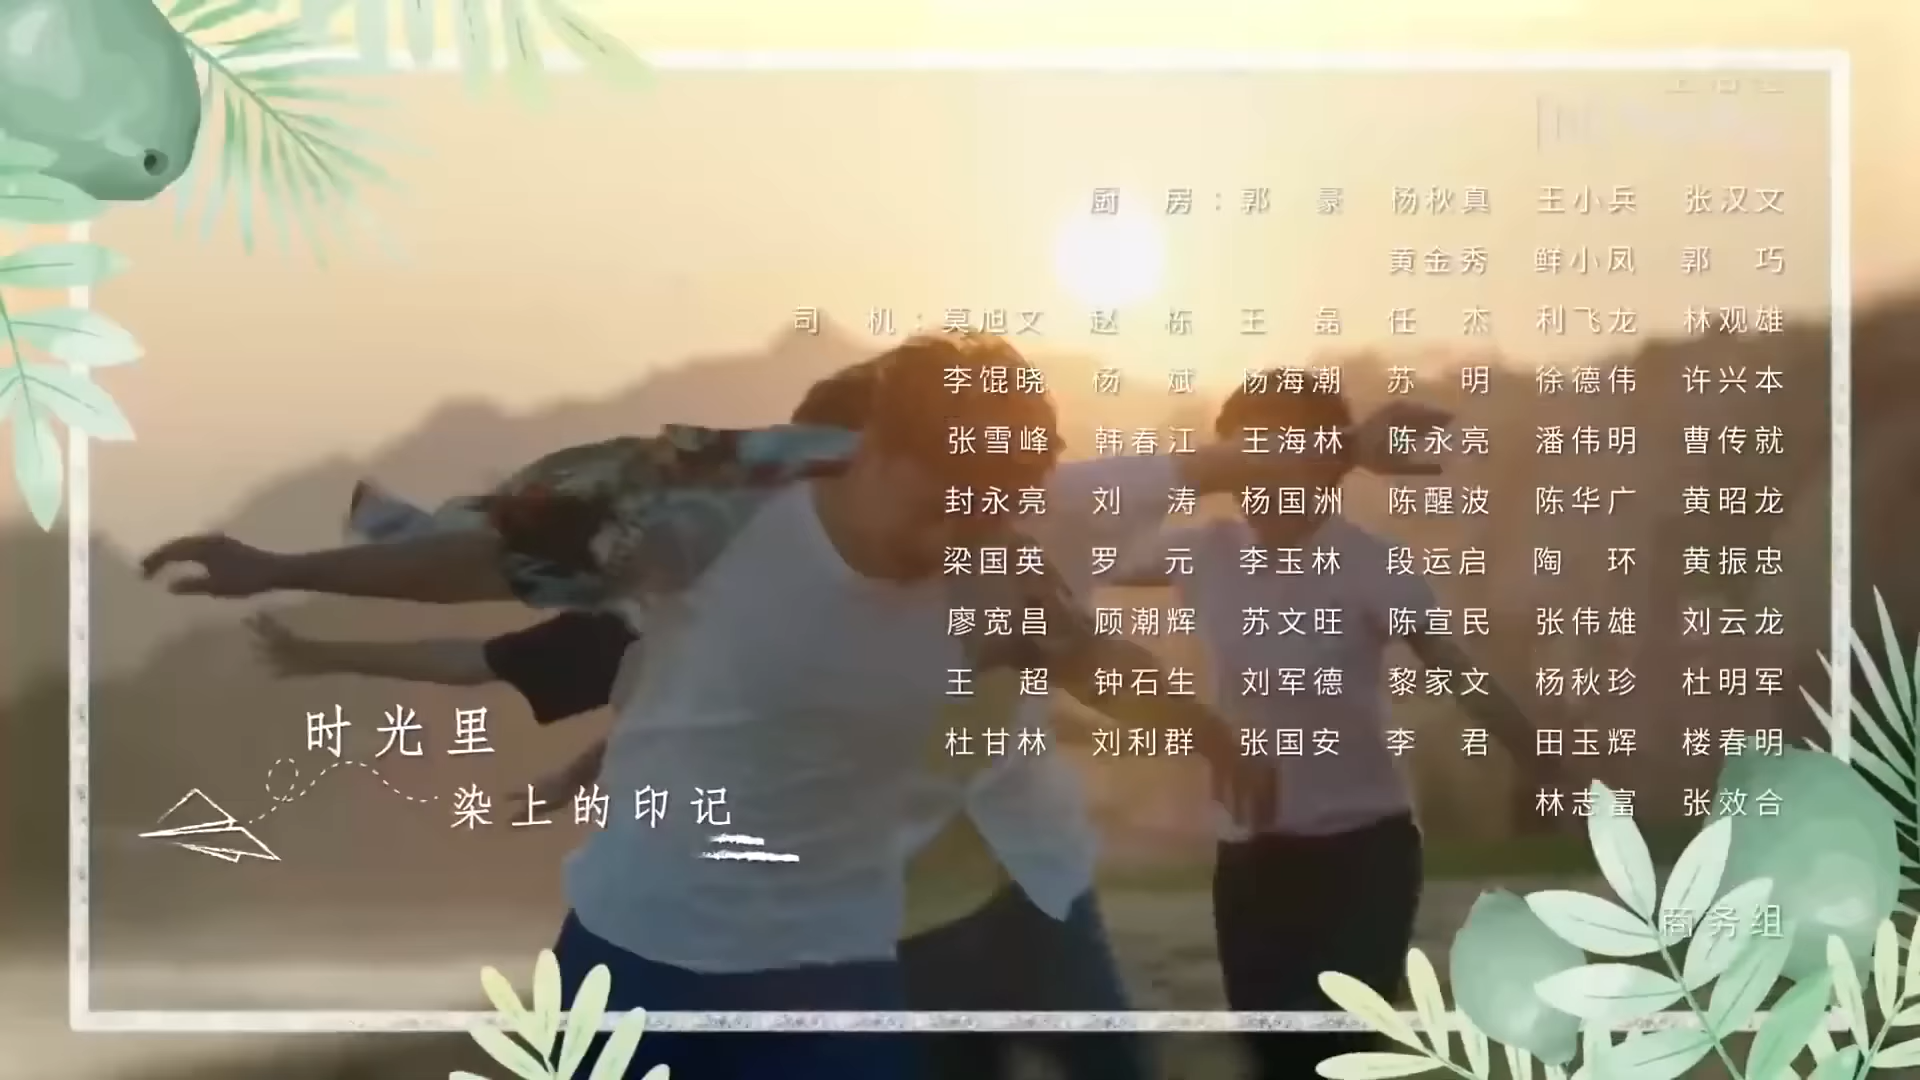 厨 房：郭 豪 杨秋真 王小兵 张汉文
黄金秀 鲜小凤 郭 巧
司 机：莫旭文 赵 栋 王 磊 任 杰 利飞龙 林观雄
李馄晓 杨 斌 杨海潮 苏 明 徐德伟 许兴本
张雪峰 韩春江 王海林 陈永亮 潘伟明 曹传就
封永亮 刘 涛 杨国洲 陈醒波 陈华广 黄昭龙
梁国英 罗 元 李玉林 段运启 陶 环 黄振忠
廖宽昌 顾潮辉 苏文旺 陈宣民 张伟雄 刘云龙
王 超 钟石生 刘军德 黎家文 杨秋珍 杜明军
杜甘林 刘利群 张国安 李 君 田玉辉 楼春明
林志富 张效合
商务组
时光里
染上的印记